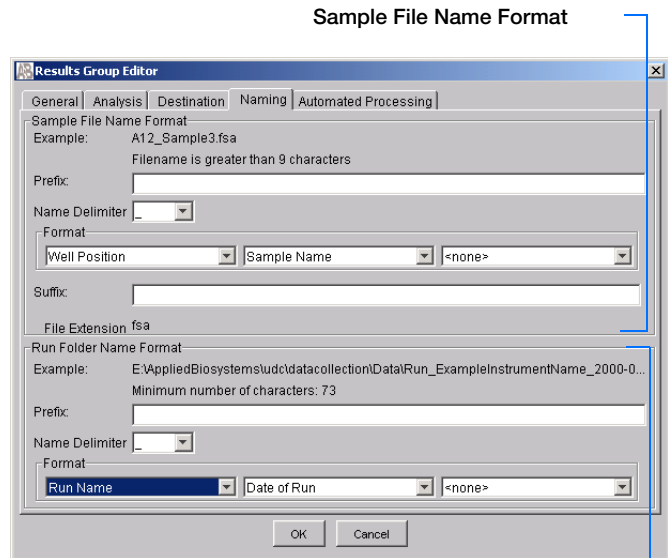 Sample File Name Format
AB Results Group Editor
General Analysis Destination Naming Automated Processing
Sample File Name Format
Example: A12_Sample3.fsa
Filename is greater than 9 characters
Prefix:
Name Delimiter _
Format
Well Position Sample Name <none>
Suffix:
File Extension fsa
Run Folder Name Format
Example: E:\AppliedBiosystems\udc\datacollection\Data\Run_ExampleInstrumentName_2000-0...
Minimum number of characters: 73
Prefix:
Name Delimiter _
Format
Run Name Date of Run <none>
OK Cancel